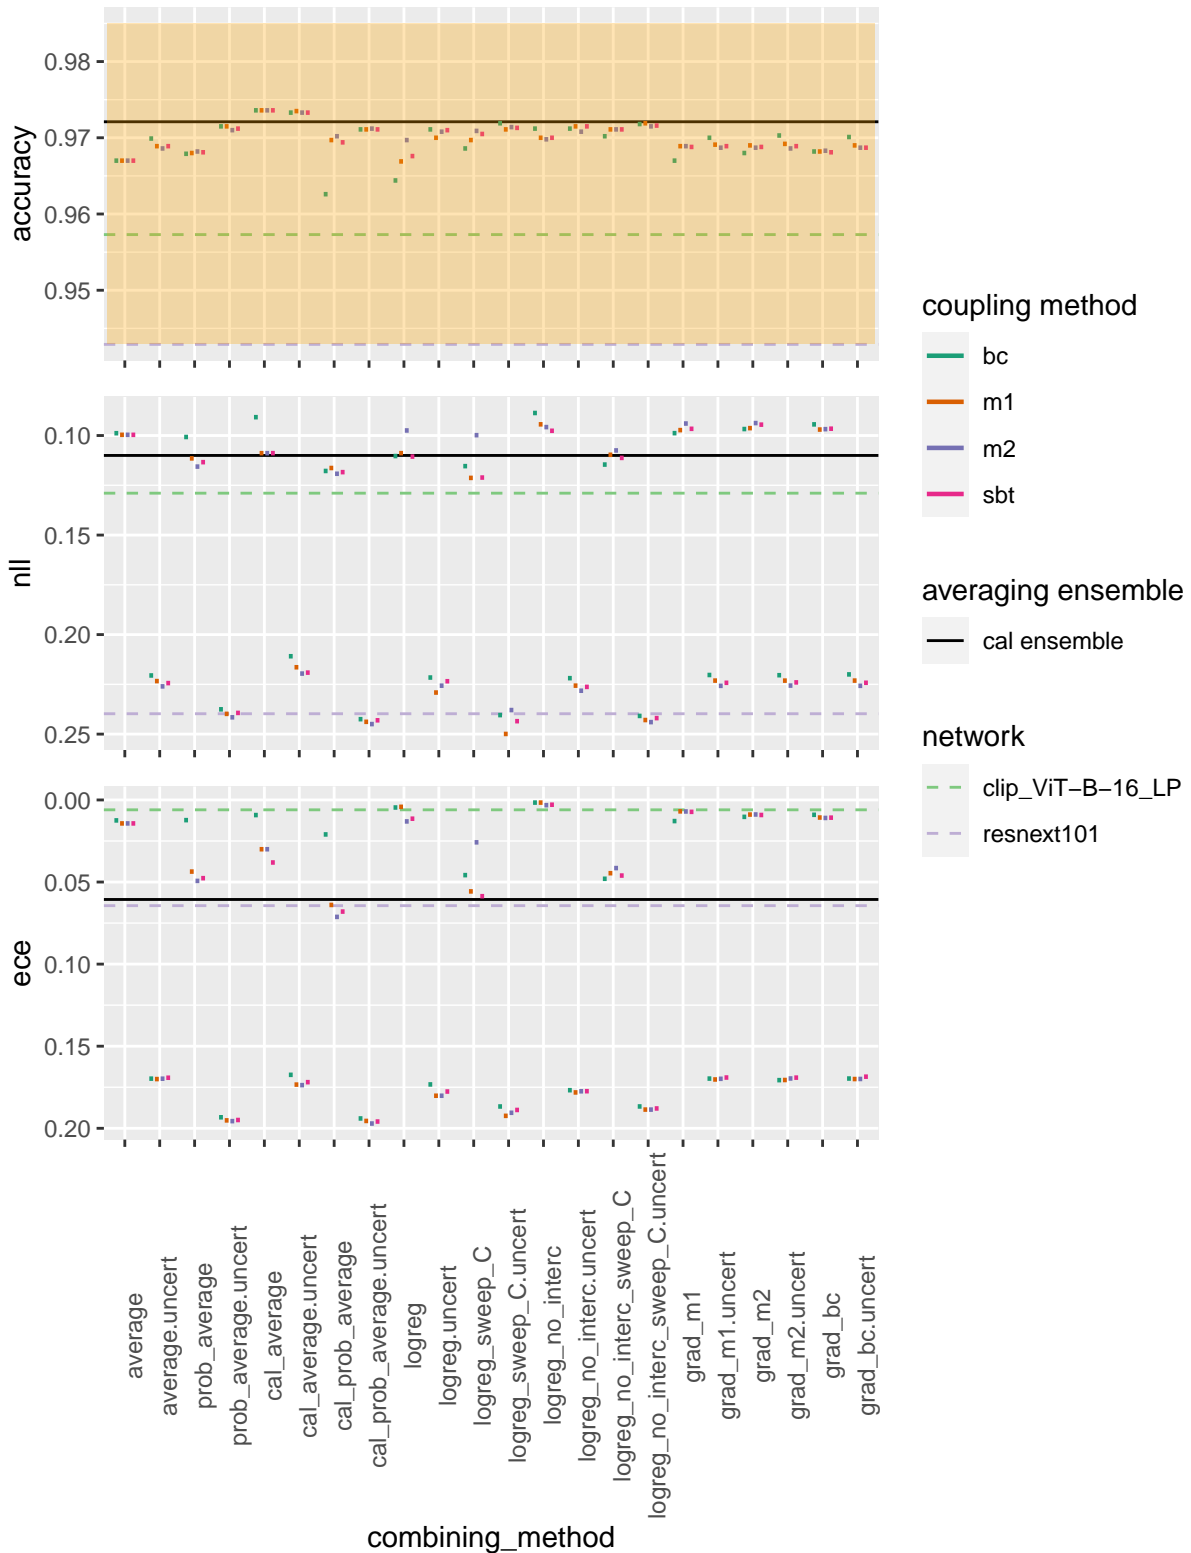 accuracy
0.98
0.97
0.96
0.95
nll
0.10
0.15
0.20
0.25
ece
0.00
0.05
0.10
0.15
0.20
average
average.uncert
prob_average
prob_average.uncert
cal_average
cal_average.uncert
cal_prob_average
cal_prob_average.uncert
logreg
logreg.uncert
logreg_sweep_C
logreg_sweep_C.uncert
logreg_no_interc
logreg_no_interc.uncert
logreg_no_interc_sweep_C
logreg_no_interc_sweep_C.uncert
grad_m1
grad_m1.uncert
grad_m2
grad_m2.uncert
grad_bc
grad_bc.uncert
combining_method
coupling method
bc
m1
m2
sbt
averaging ensemble
cal ensemble
network
clip_ViT−B−16_LP
resnext101